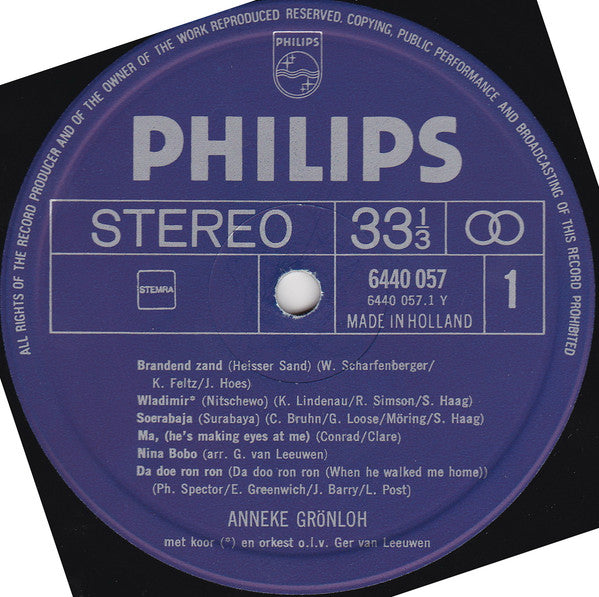 ALL RIGHTS OF THE RECORD PRODUCER AND OF THE OWNER OF THE WORK REPRODUCED RESERVED. COPYING, PUBLIC PERFORMANCE AND BROADCASTING OF THIS RECORD PROHIBITED
PHILIPS
PHILIPS
STEREO 33⅓
STEMRA
6440 057
6440 057.1 Y
MADE IN HOLLAND
1
Brandend zand (Heisser Sand) (W. Scharfenberger/
K. Feltz/J. Hoes)
Wladimir° (Nitschewo) (K. Lindenau/R. Simson/S. Haag)
Soerabaja (Surabaya) (C. Bruhn/G. Loose/Möring/S. Haag)
Ma, (he's making eyes at me) (Conrad/Clare)
Nina Bobo (arr. G. van Leeuwen)
Da doe ron ron (Da doo ron ron (When he walked me home))
(Ph. Spector/E. Greenwich/J. Barry/L. Post)
ANNEKE GRÖNLOH
met koor (°) en orkest o.l.v. Ger van Leeuwen